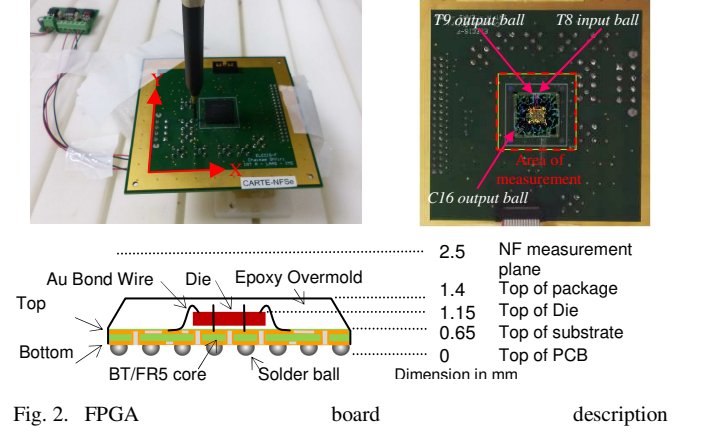 Y
X
CARTE-NFSe
T9 output ball
T8 input ball
Area of
measurement
C16 output ball
2.5 NF measurement
plane
Au Bond Wire
Die
Epoxy Overmold
1.4 Top of package
Top
1.15 Top of Die
0.65 Top of substrate
Bottom
0 Top of PCB
BT/FR5 core
Solder ball
Dimension in mm
Fig. 2. FPGA board description